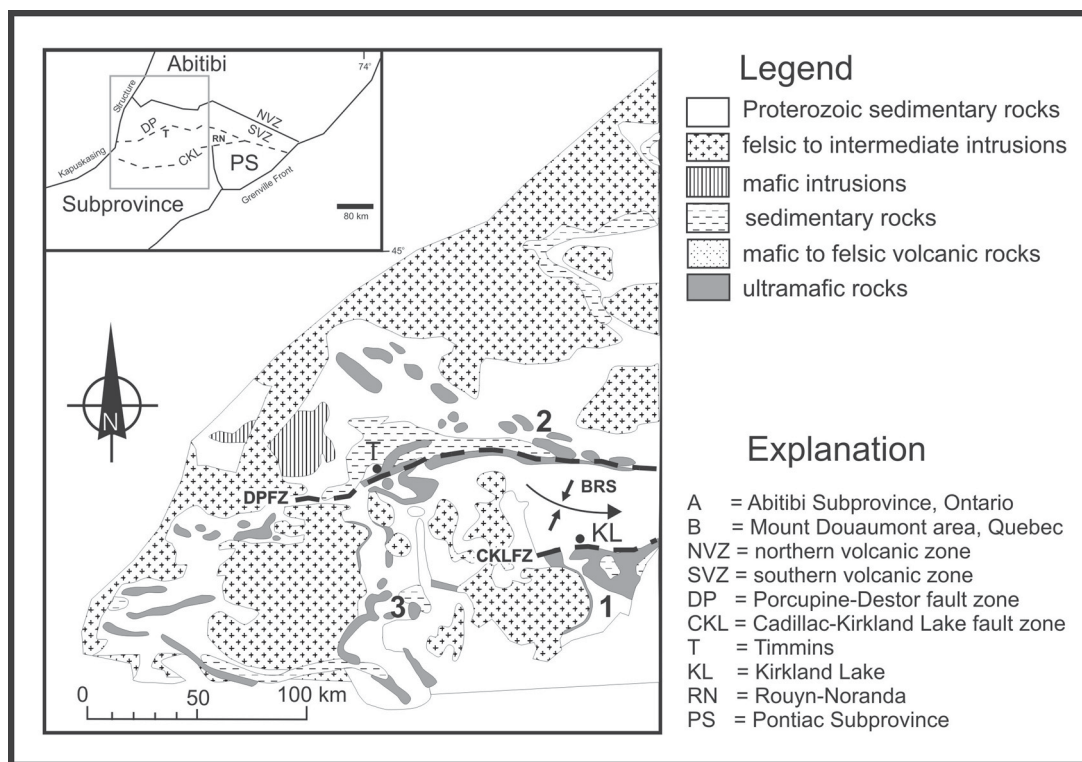 Abitibi
74°
Structure
DP
T
NVZ
SVZ
RN
CKL
PS
Kapuskasing
Grenville Front
Subprovince
80 km
45°
N
2
T
DPFZ
BRS
KL
CKLFZ
1
3
0 50 100 km
Legend
Proterozoic sedimentary rocks
felsic to intermediate intrusions
mafic intrusions
sedimentary rocks
mafic to felsic volcanic rocks
ultramafic rocks
Explanation
A = Abitibi Subprovince, Ontario
B = Mount Douaumont area, Quebec
NVZ = northern volcanic zone
SVZ = southern volcanic zone
DP = Porcupine-Destor fault zone
CKL = Cadillac-Kirkland Lake fault zone
T = Timmins
KL = Kirkland Lake
RN = Rouyn-Noranda
PS = Pontiac Subprovince